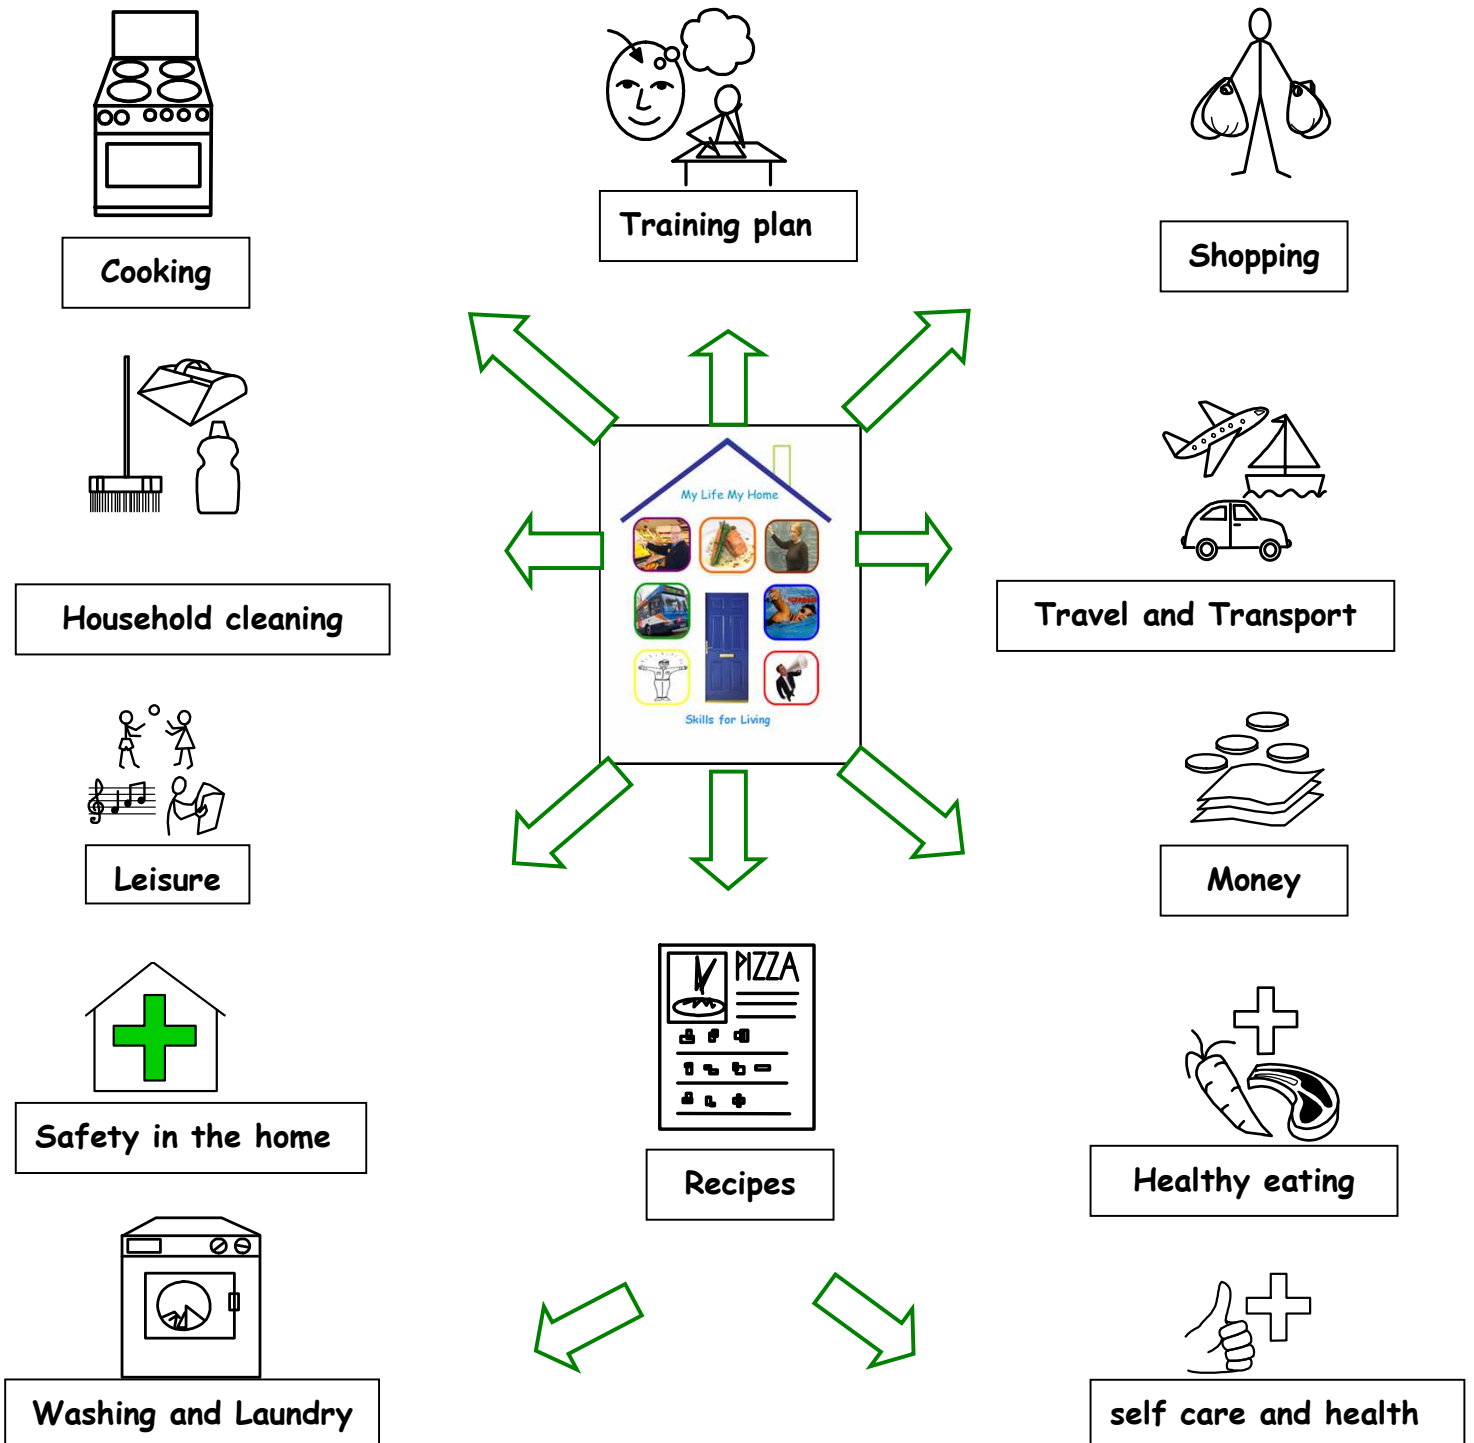 Training plan
Cooking
Shopping
My Life My Home
Household cleaning
Travel and Transport
Skills for Living
Leisure
Money
PIZZA
Safety in the home
Recipes
Healthy eating
Washing and Laundry
self care and health